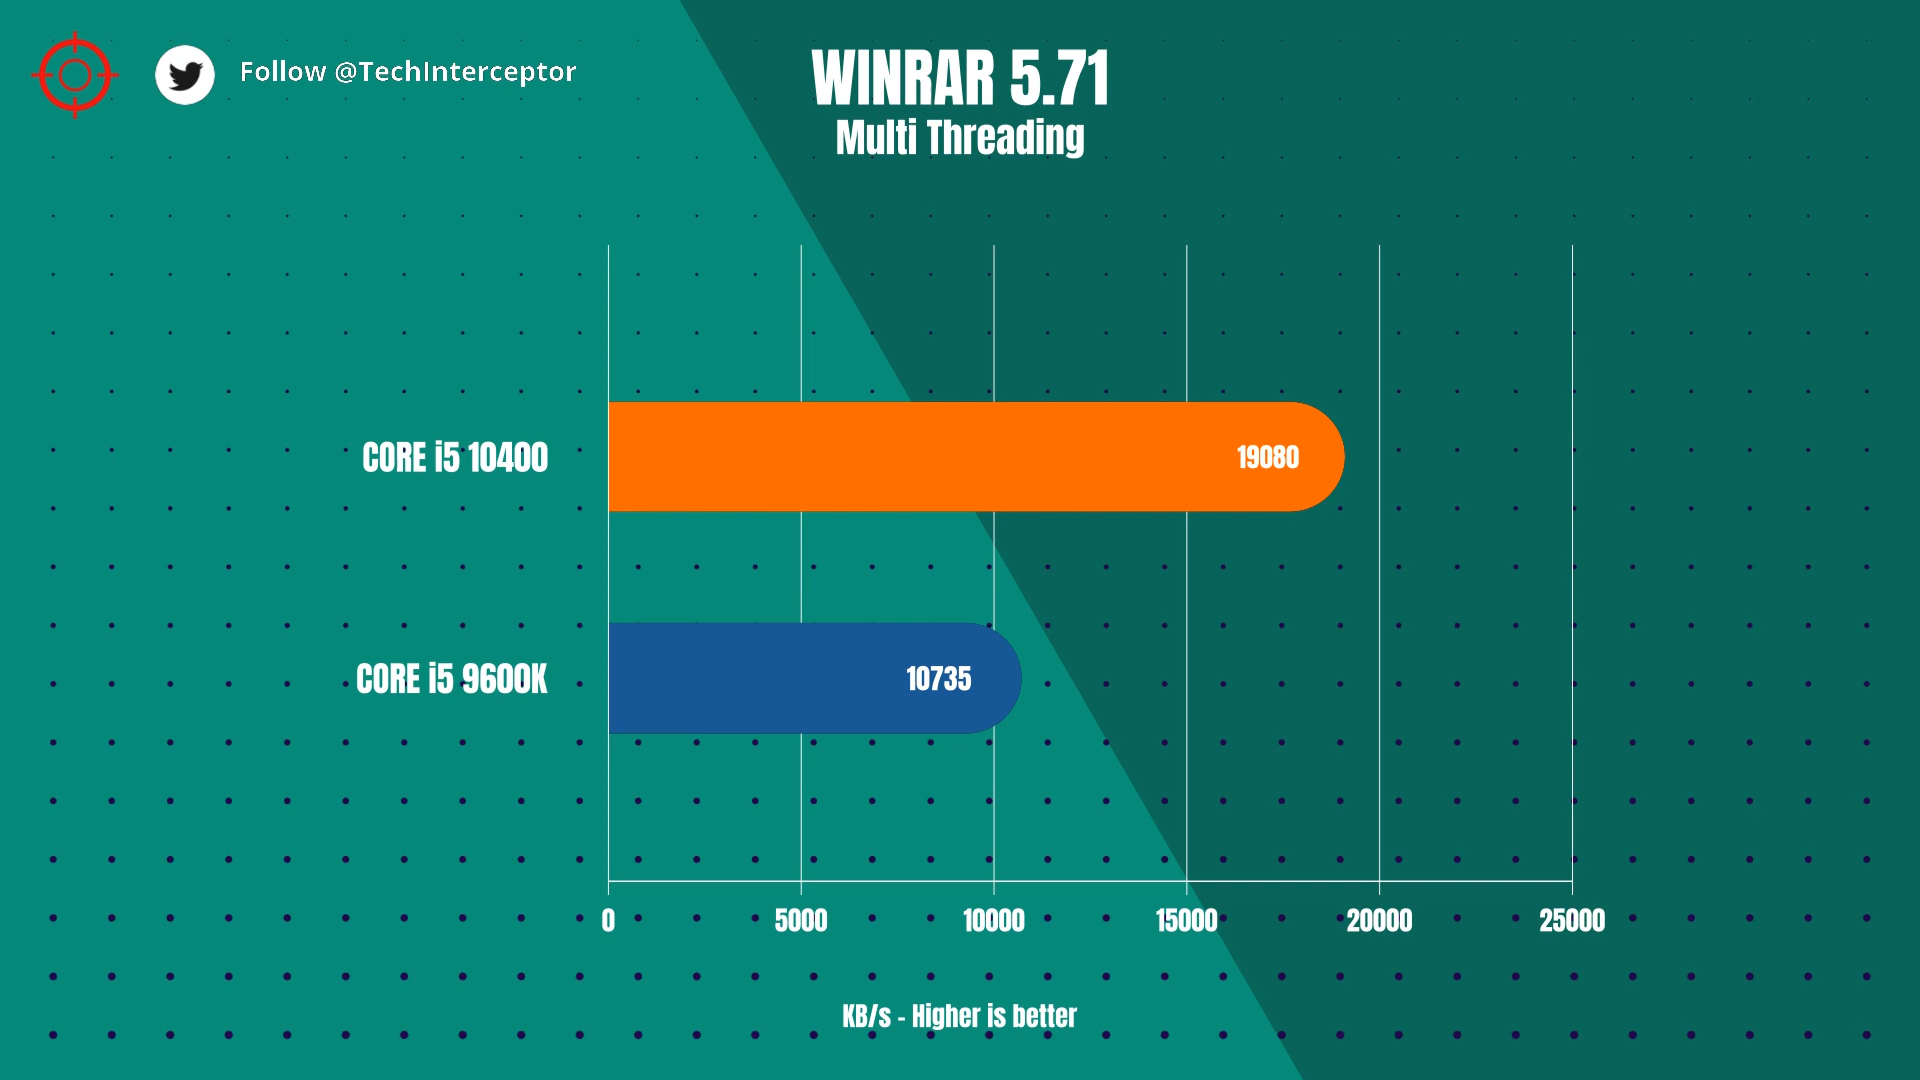 Follow @TechInterceptor
WINRAR 5.71
Multi Threading
CORE i5 10400
19080
CORE i5 9600K
10735
0 5000 10000 15000 20000 25000
KB/s - Higher is better